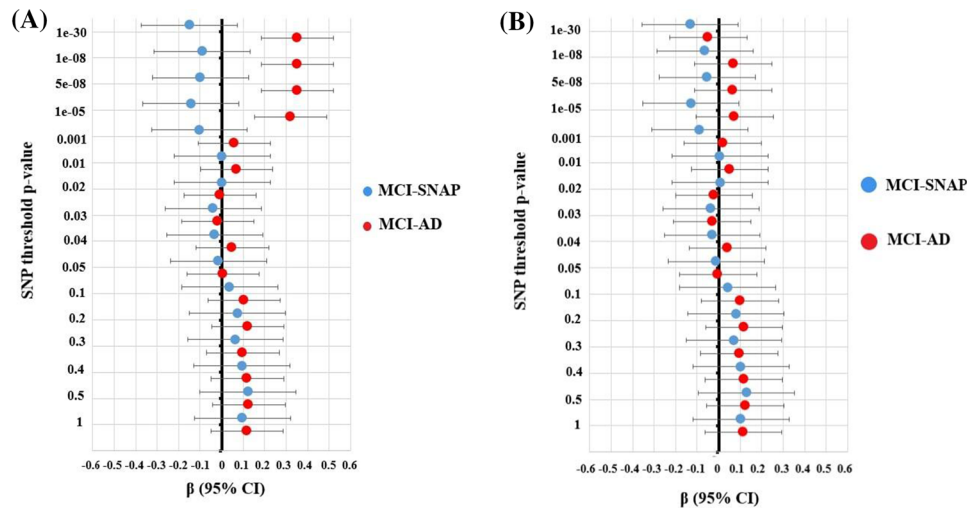 (A)
SNP threshold p-value
1e-30
1e-08
5e-08
1e-05
0.001
0.01
0.02
0.03
0.04
0.05
0.1
0.2
0.3
0.4
0.5
1
-0.6 -0.5 -0.4 -0.3 -0.2 -0.1 0 0.1 0.2 0.3 0.4 0.5 0.6
β (95% CI)
MCI-SNAP
MCI-AD
(B)
SNP threshold p-value
1e-30
1e-08
5e-08
1e-05
0.001
0.01
0.02
0.03
0.04
0.05
0.1
0.2
0.3
0.4
0.5
1
-0.6 -0.5 -0.4 -0.3 -0.2 -0.1 0 0.1 0.2 0.3 0.4 0.5 0.6
β (95% CI)
MCI-SNAP
MCI-AD